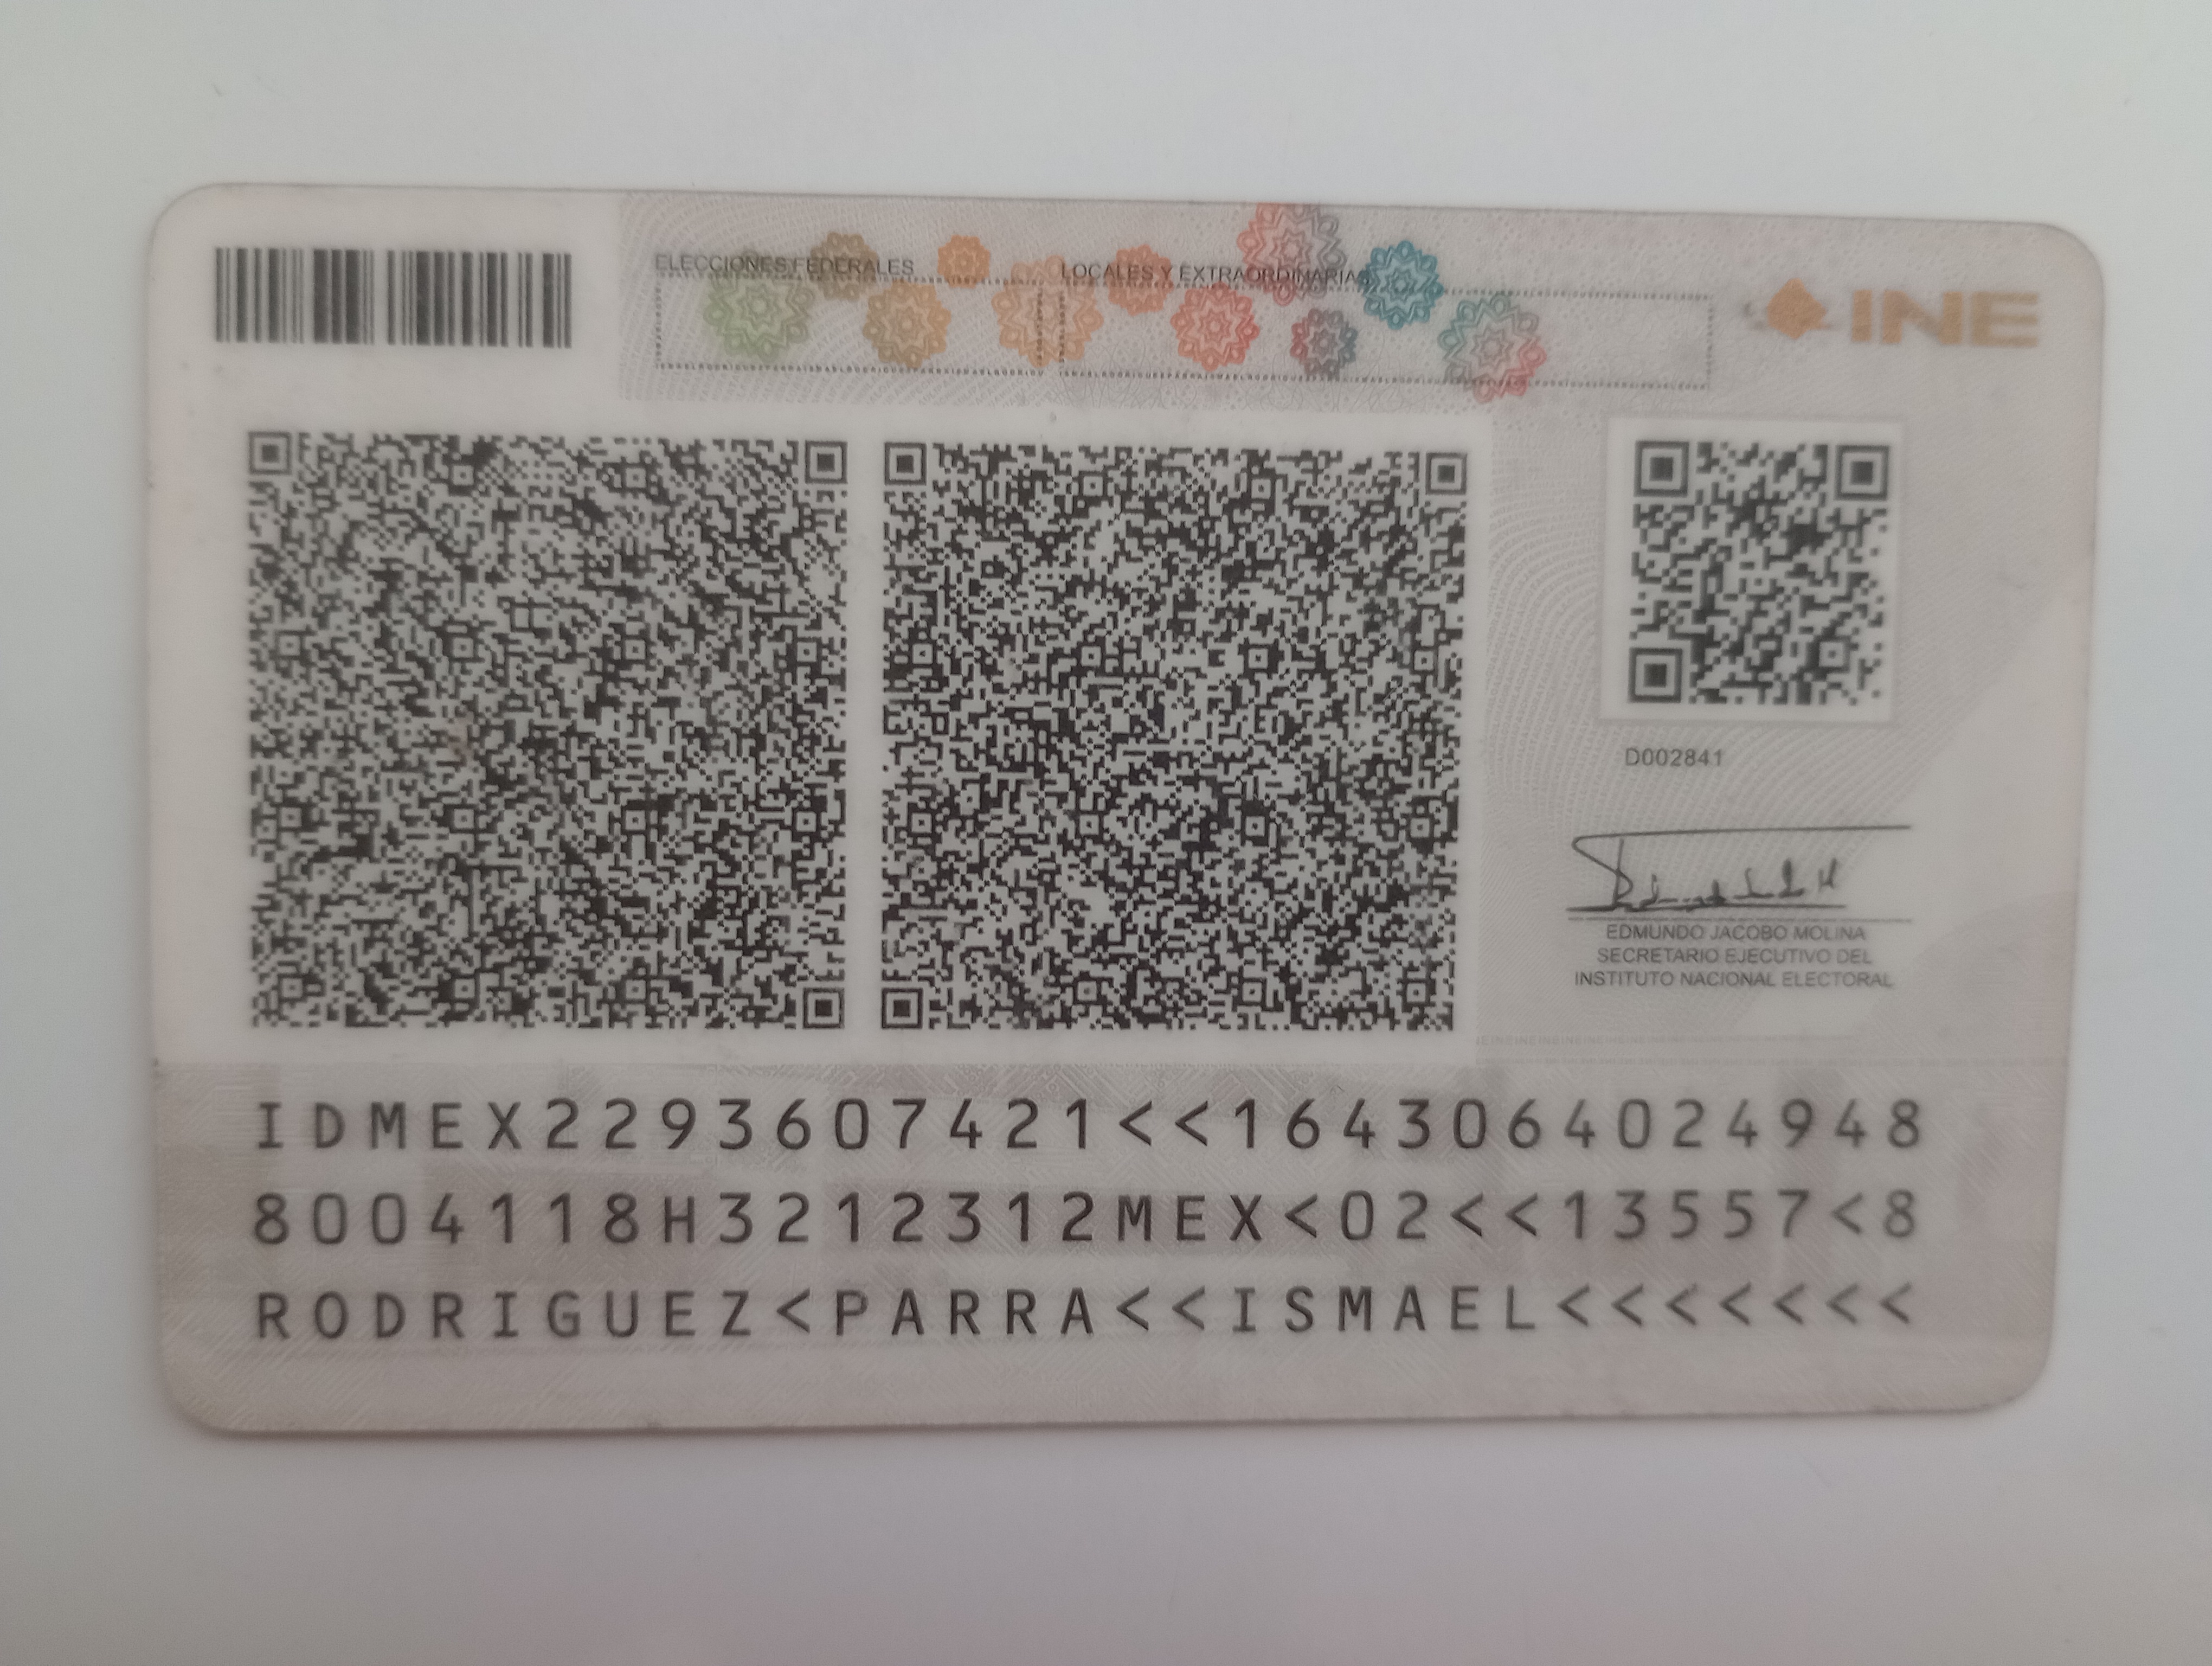 ELECCIONES FEDERALES LOCALES Y EXTRAORDINARIAS
INE
D002841
EDMUNDO JACOBO MOLINA
SECRETARIO EJECUTIVO DEL
INSTITUTO NACIONAL ELECTORAL
IDMEX2293607421<<1643064024948
8004118H3212312MEX<02<<13557<8
RODRIGUEZ<PARRA<<ISMAEL<<<<<<<